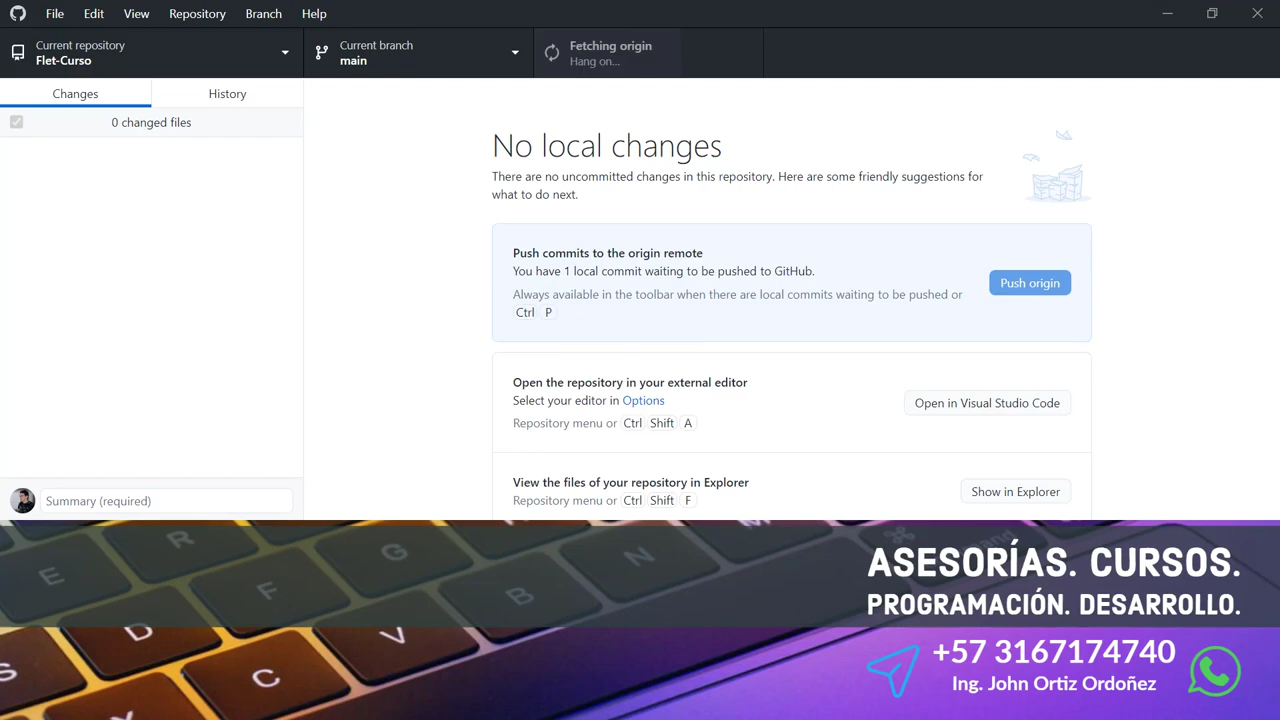 File Edit View Repository Branch Help
Current repository
Flet-Curso
Current branch
main
Fetching origin
Hang on...
Changes History
0 changed files
No local changes
There are no uncommitted changes in this repository. Here are some friendly suggestions for
what to do next.
Push commits to the origin remote
You have 1 local commit waiting to be pushed to GitHub.
Always available in the toolbar when there are local commits waiting to be pushed or
Ctrl P
Push origin
Open the repository in your external editor
Select your editor in Options
Repository menu or Ctrl Shift A
Open in Visual Studio Code
View the files of your repository in Explorer
Repository menu or Ctrl Shift F
Show in Explorer
Summary (required)
E R F G D C V B N
ASESORÍAS. CURSOS.
PROGRAMACIÓN. DESARROLLO.
+57 3167174740
Ing. John Ortiz Ordoñez